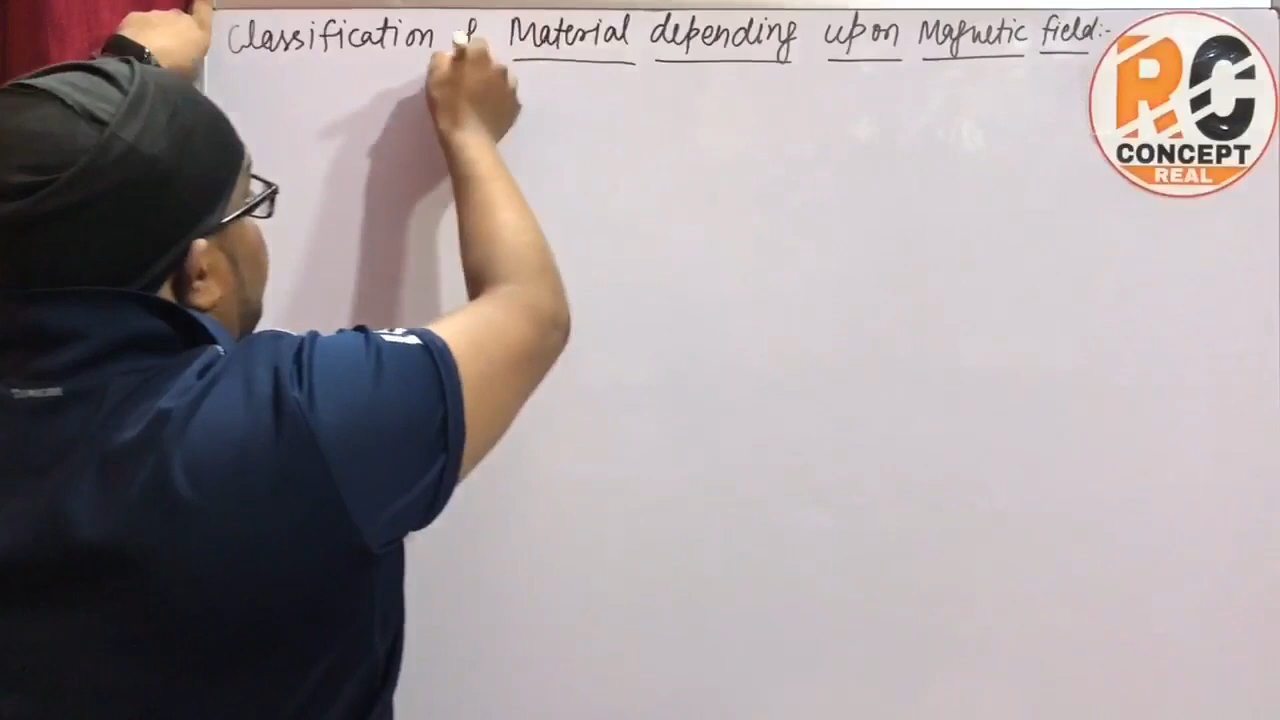 Classification of Material depending upon Magnetic field:-
RC
CONCEPT
REAL